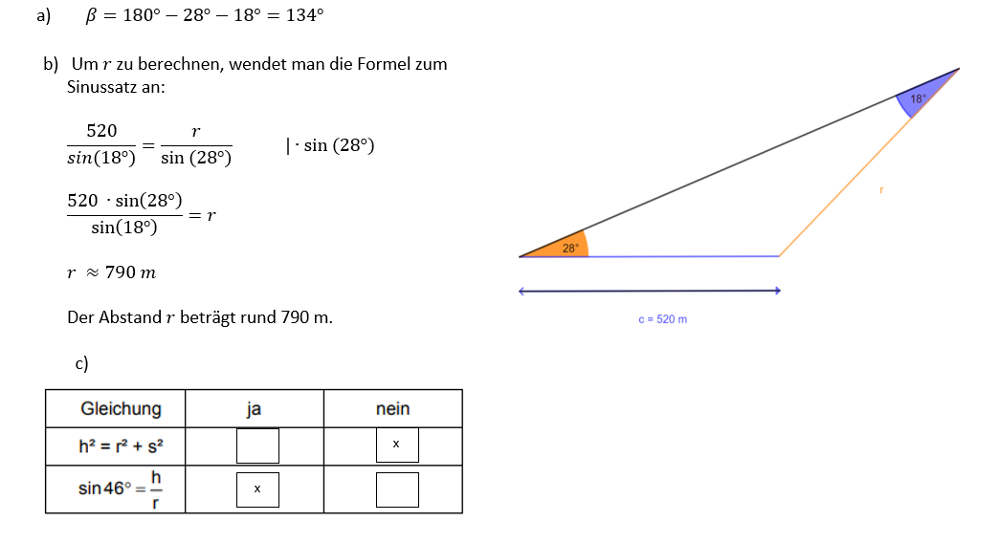 a) β = 180° − 28° − 18° = 134°
b) Um r zu berechnen, wendet man die Formel zum
Sinussatz an:
520/sin(18°) = r/sin (28°) | · sin (28°)
520 · sin(28°)/sin(18°) = r
r ≈ 790 m
Der Abstand r beträgt rund 790 m.
c)
Gleichung ja nein
h² = r² + s² x
sin 46° = h/r x
18°
r
28°
c = 520 m